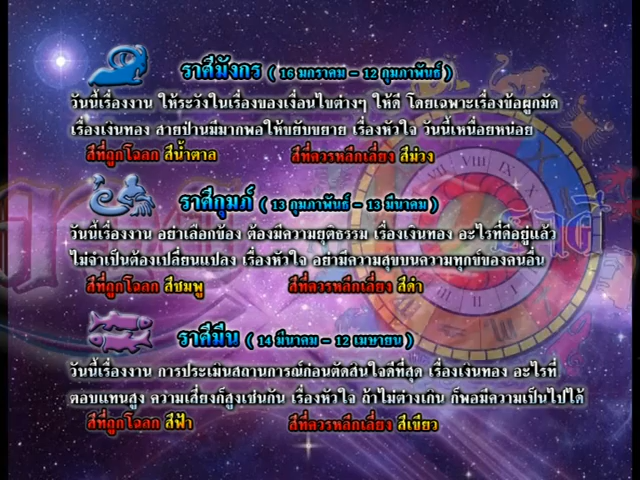 ราศีมังกร ( 16 มกราคม - 12 กุมภาพันธ์ )
วันนี้เรื่องงาน ให้ระวังในเรื่องของเงื่อนไขต่างๆ ให้ดี โดยเฉพาะเรื่องข้อผูกมัด
เรื่องเงินทอง สายป่านมีมากพอให้ขยับขยาย เรื่องหัวใจ วันนี้เหนื่อยหน่อย
สีที่ถูกโฉลก สีน้ำตาล สีที่ควรหลีกเลี่ยง สีม่วง
ราศีกุมภ์ ( 13 กุมภาพันธ์ - 13 มีนาคม )
วันนี้เรื่องงาน อย่าเลือกข้าง ต้องมีความยุติธรรม เรื่องเงินทอง อะไรที่ดีอยู่แล้ว
ไม่จำเป็นต้องเปลี่ยนแปลง เรื่องหัวใจ อย่ามีความสุขบนความทุกข์ของคนอื่น
สีที่ถูกโฉลก สีชมพู สีที่ควรหลีกเลี่ยง สีดำ
ราศีมีน ( 14 มีนาคม - 12 เมษายน )
วันนี้เรื่องงาน การประเมินสถานการณ์ก่อนตัดสินใจดีที่สุด เรื่องเงินทอง อะไรที่
ตอบแทนสูง ความเสี่ยงก็สูงเช่นกัน เรื่องหัวใจ ถ้าไม่ต่างเกิน ก็พอมีความเป็นไปได้
สีที่ถูกโฉลก สีฟ้า สีที่ควรหลีกเลี่ยง สีเขียว